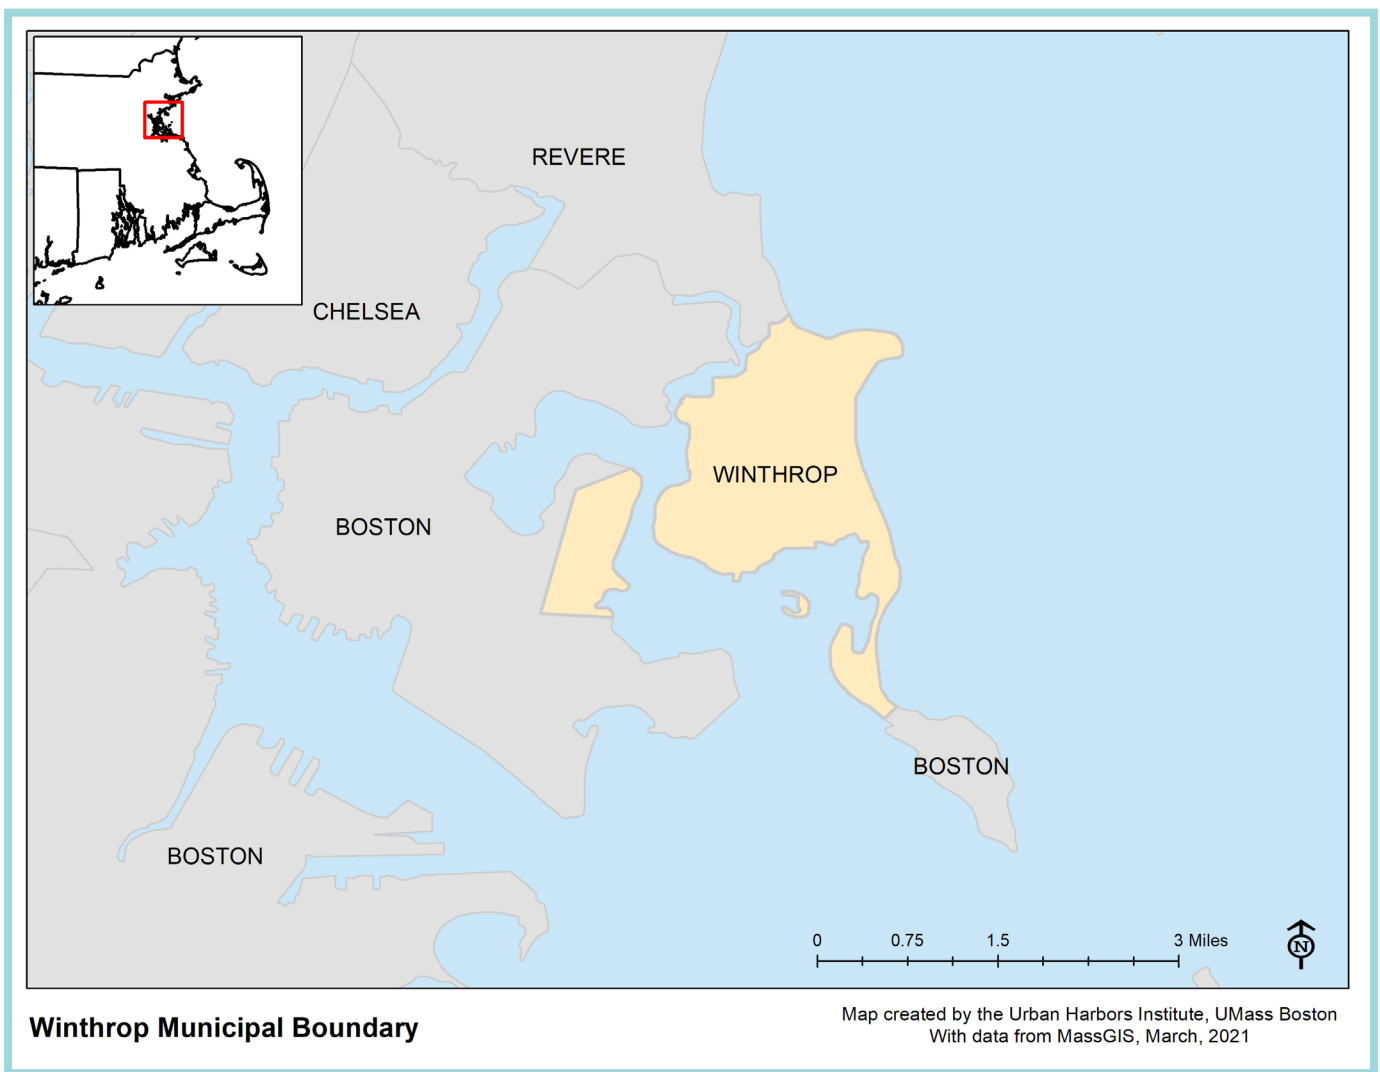 REVERE
CHELSEA
WINTHROP
BOSTON
BOSTON
BOSTON
0 0.75 1.5 3 Miles
N
Winthrop Municipal Boundary
Map created by the Urban Harbors Institute, UMass Boston
With data from MassGIS, March, 2021